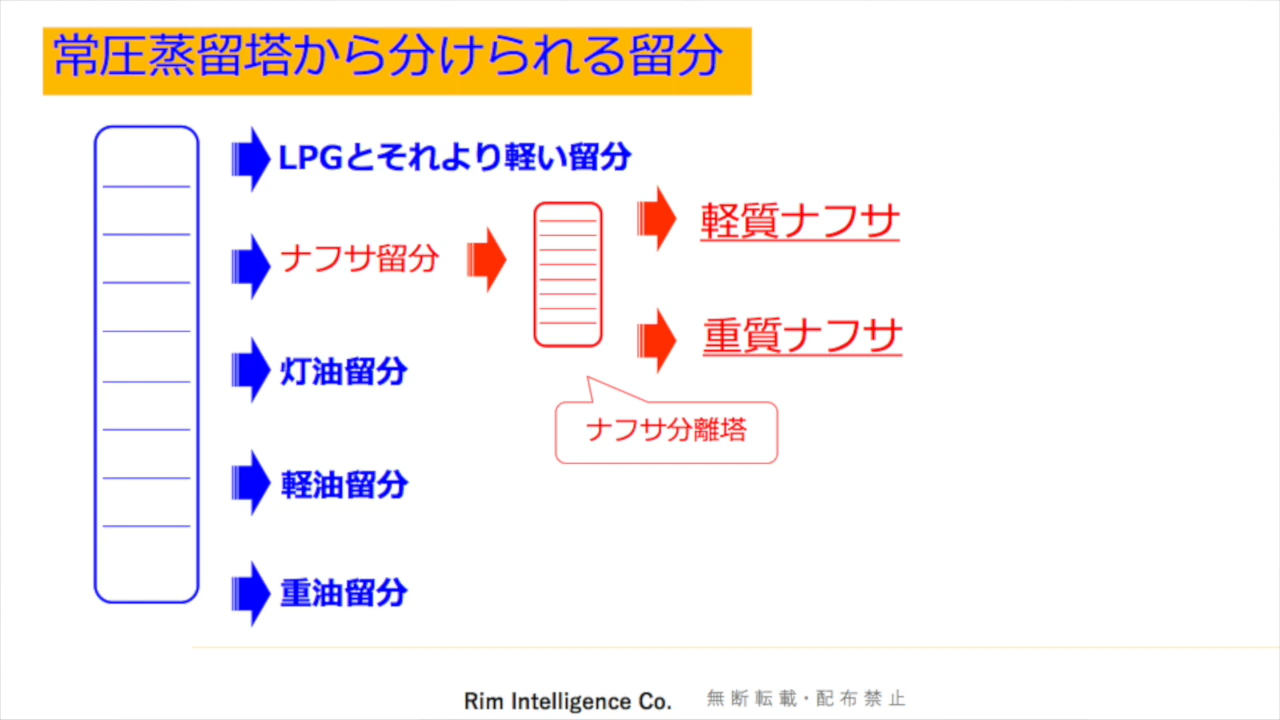 常圧蒸留塔から分けられる留分
LPGとそれより軽い留分
ナフサ留分
軽質ナフサ
重質ナフサ
灯油留分
ナフサ分離塔
軽油留分
重油留分
Rim Intelligence Co.
無断転載・配布禁止